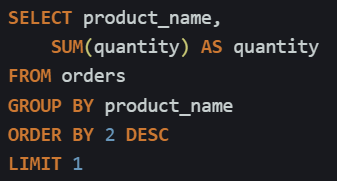 SELECT product_name,
    SUM(quantity) AS quantity
FROM orders
GROUP BY product_name
ORDER BY 2 DESC
LIMIT 1